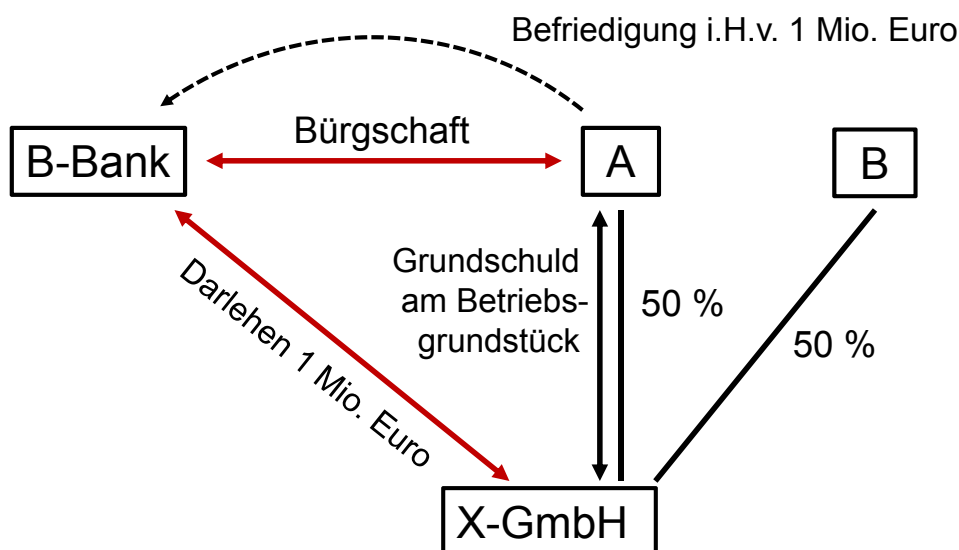 Befriedigung i.H.v. 1 Mio. Euro
Bürgschaft
B-Bank
A
B
Grundschuld
am Betriebs-
grundstück
50 %
50 %
Darlehen 1 Mio. Euro
X-GmbH